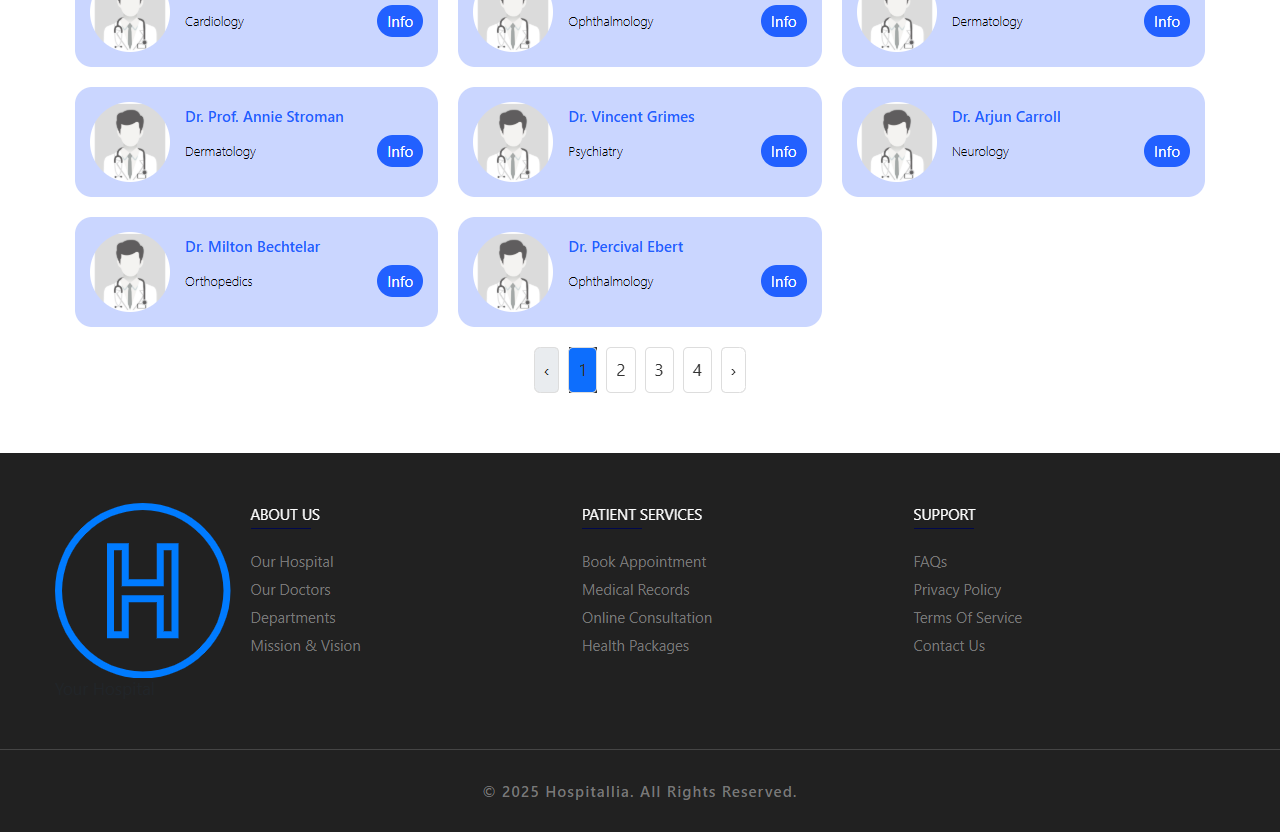 Cardiology Info Ophthalmology Info Dermatology Info
Dr. Prof. Annie Stroman
Dermatology Info
Dr. Vincent Grimes
Psychiatry Info
Dr. Arjun Carroll
Neurology Info
Dr. Milton Bechtelar
Orthopedics Info
Dr. Percival Ebert
Ophthalmology Info
‹ 1 2 3 4 ›
H
ABOUT US
Our Hospital
Our Doctors
Departments
Mission & Vision
PATIENT SERVICES
Book Appointment
Medical Records
Online Consultation
Health Packages
SUPPORT
FAQs
Privacy Policy
Terms Of Service
Contact Us
© 2025 Hospitallia. All Rights Reserved.